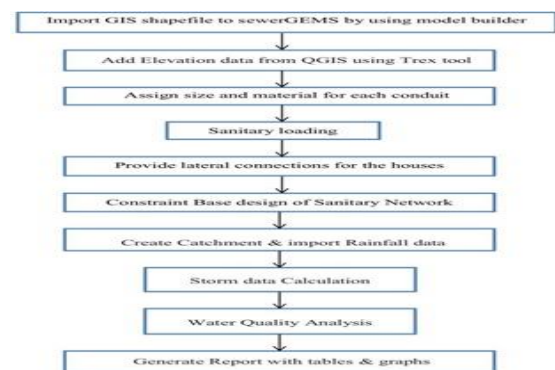 Import GIS shapefile to sewerGEMS by using model builder
Add Elevation data from QGIS using Trex tool
Assign size and material for each conduit
Sanitary loading
Provide lateral connections for the houses
Constraint Base design of Sanitary Network
Create Catchment & import Rainfall data
Storm data Calculation
Water Quality Analysis
Generate Report with tables & graphs